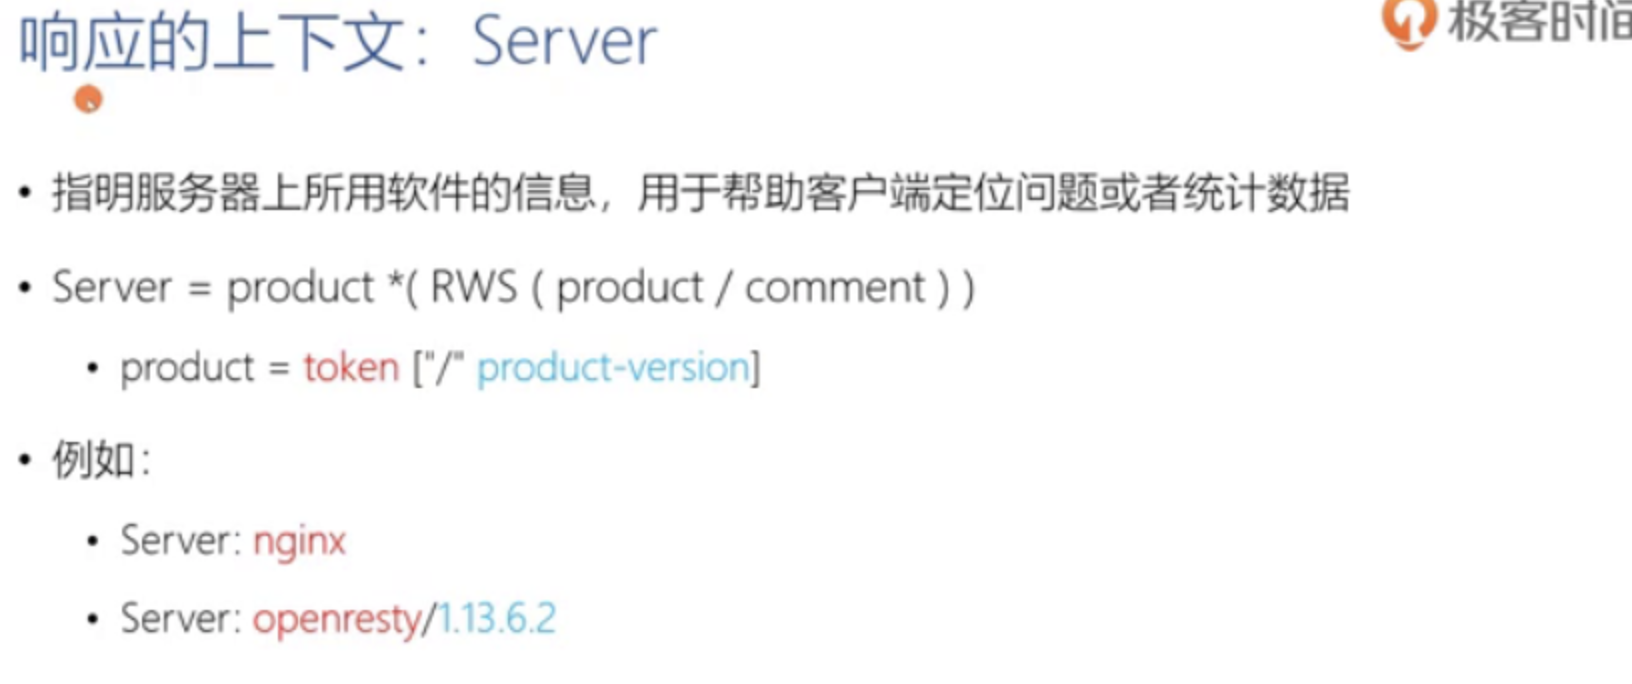 响应的上下文：Server
极客时间
• 指明服务器上所用软件的信息，用于帮助客户端定位问题或者统计数据
• Server = product *( RWS ( product / comment ) )
• product = token ["/" product-version]
• 例如：
• Server: nginx
• Server: openresty/1.13.6.2